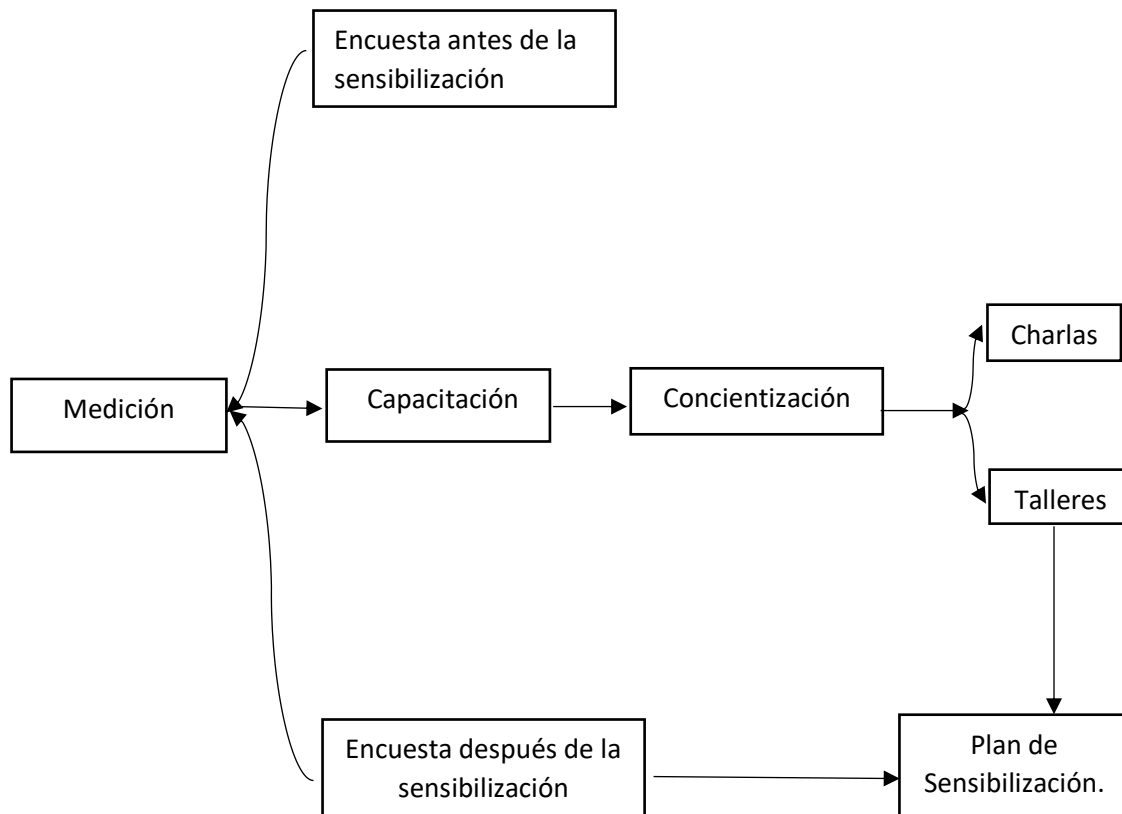 Encuesta antes de la
sensibilización
Charlas
Medición
Capacitación
Concientización
Talleres
Encuesta después de la
sensibilización
Plan de
Sensibilización.